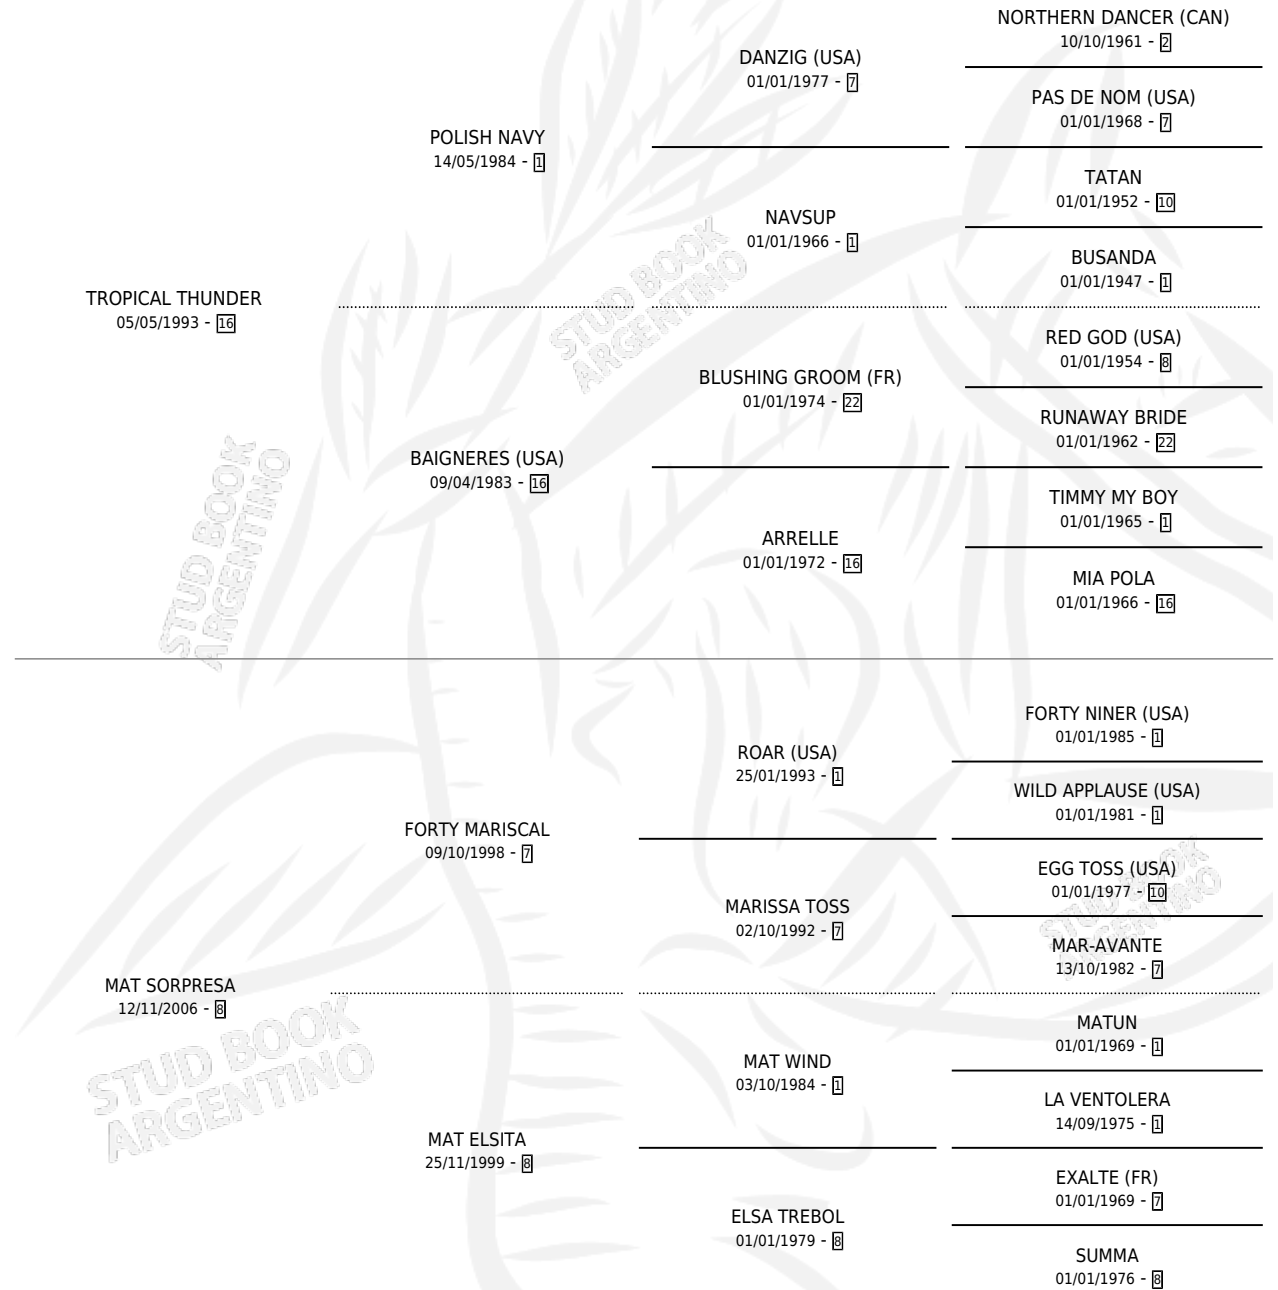 NORTHERN DANCER (CAN)
10/10/1961 - 2
DANZIG (USA)
01/01/1977 - 7
PAS DE NOM (USA)
01/01/1968 - 7
POLISH NAVY
14/05/1984 - 1
TATAN
01/01/1952 - 10
NAVSUP
01/01/1966 - 1
BUSANDA
01/01/1947 - 1
TROPICAL THUNDER
05/05/1993 - 16
RED GOD (USA)
01/01/1954 - 8
BLUSHING GROOM (FR)
01/01/1974 - 22
RUNAWAY BRIDE
01/01/1962 - 22
BAIGNERES (USA)
09/04/1983 - 16
TIMMY MY BOY
01/01/1965 - 1
ARRELLE
01/01/1972 - 16
MIA POLA
01/01/1966 - 16
STUD BOOK
ARGENTINO
STUD BOOK
ARGENTINO
FORTY NINER (USA)
01/01/1985 - 1
ROAR (USA)
25/01/1993 - 1
WILD APPLAUSE (USA)
01/01/1981 - 1
FORTY MARISCAL
09/10/1998 - 7
EGG TOSS (USA)
01/01/1977 - 10
MARISSA TOSS
02/10/1992 - 7
MAR-AVANTE
13/10/1982 - 7
MAT SORPRESA
12/11/2006 - 8
MATUN
01/01/1969 - 1
MAT WIND
03/10/1984 - 1
LA VENTOLERA
14/09/1975 - 1
MAT ELSITA
25/11/1999 - 8
EXALTE (FR)
01/01/1969 - 7
ELSA TREBOL
01/01/1979 - 8
SUMMA
01/01/1976 - 8
STUD BOOK
ARGENTINO
STUD BOOK
ARGENTINO